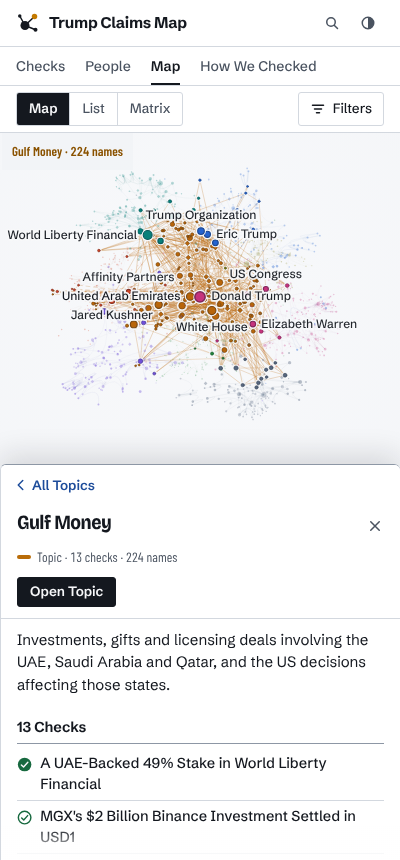 Trump Claims Map
Checks People Map How We Checked
Map List Matrix Filters
Gulf Money · 224 names
Trump Organization
World Liberty Financial
Eric Trump
Affinity Partners
US Congress
United Arab Emirates
Donald Trump
Jared Kushner
White House
Elizabeth Warren
All Topics
Gulf Money
Topic · 13 checks · 224 names
Open Topic
Investments, gifts and licensing deals involving the
UAE, Saudi Arabia and Qatar, and the US decisions
affecting those states.
13 Checks
A UAE-Backed 49% Stake in World Liberty
Financial
MGX's $2 Billion Binance Investment Settled in
USD1